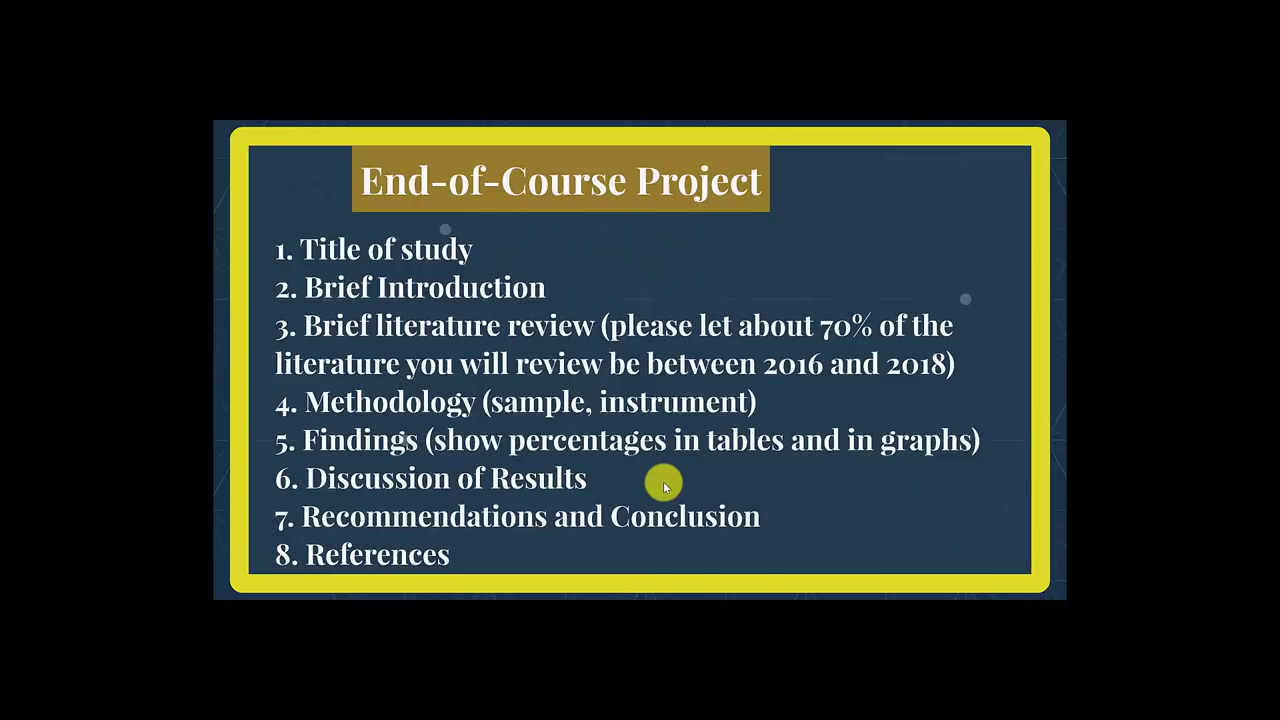 End-of-Course Project
1. Title of study
2. Brief Introduction
3. Brief literature review (please let about 70% of the
literature you will review be between 2016 and 2018)
4. Methodology (sample, instrument)
5. Findings (show percentages in tables and in graphs)
6. Discussion of Results
7. Recommendations and Conclusion
8. References